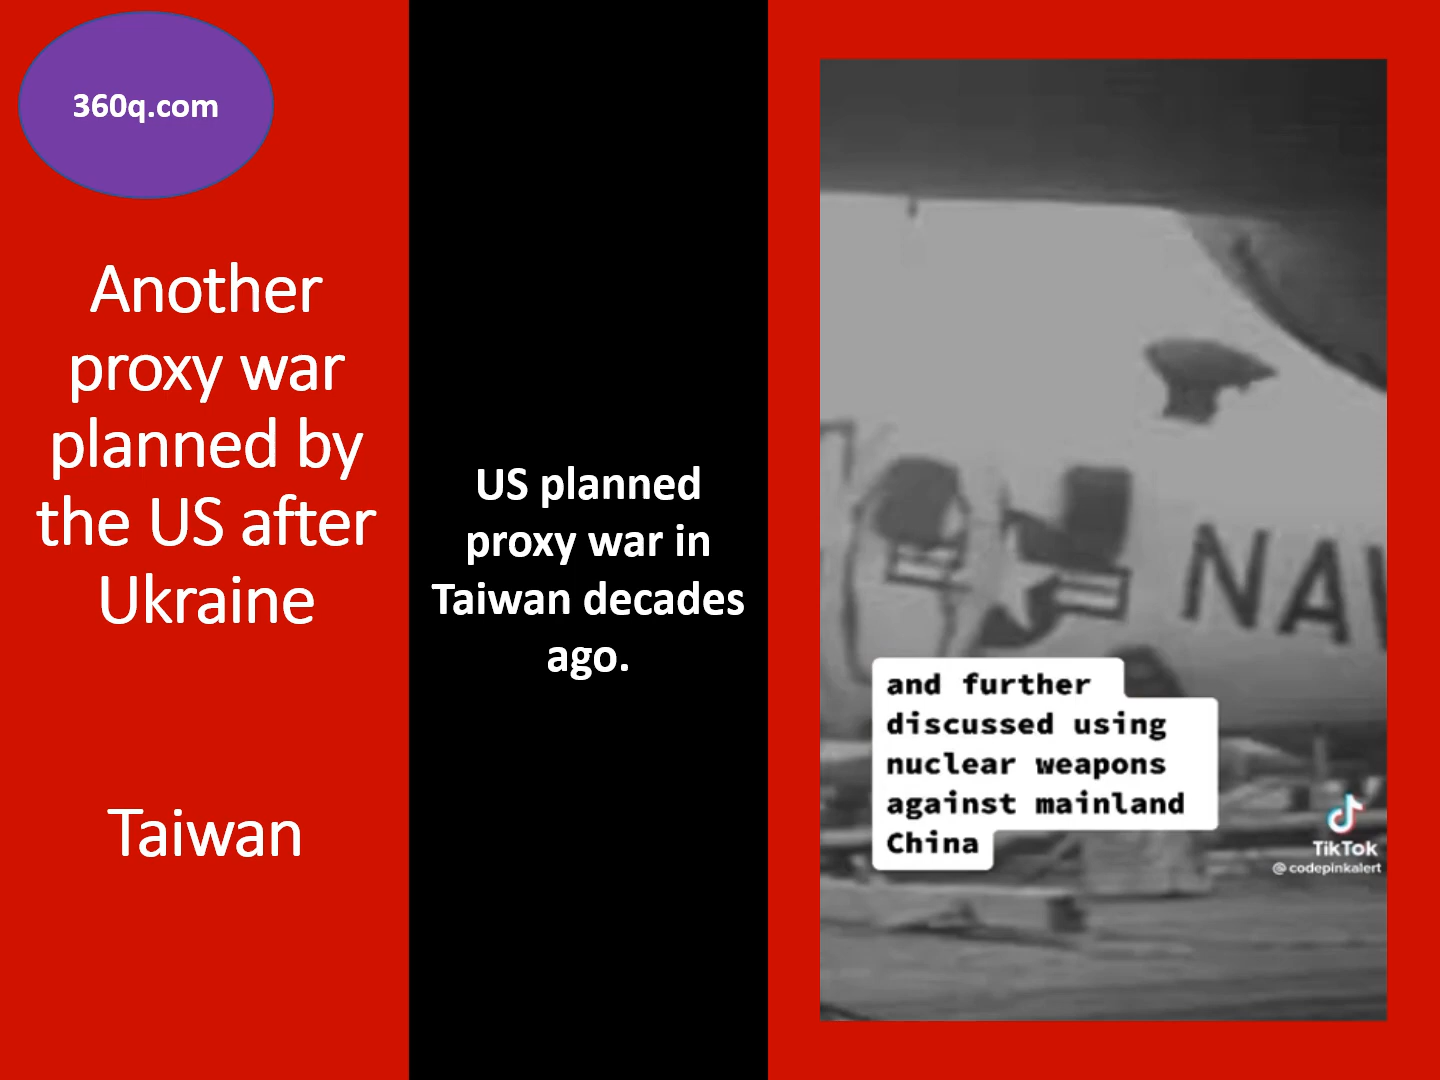 360q.com
Another
proxy war
planned by
the US after
Ukraine
Taiwan
US planned
proxy war in
Taiwan decades
ago.
NAV
and further
discussed using
nuclear weapons
against mainland
China
TikTok
@codepinkalert